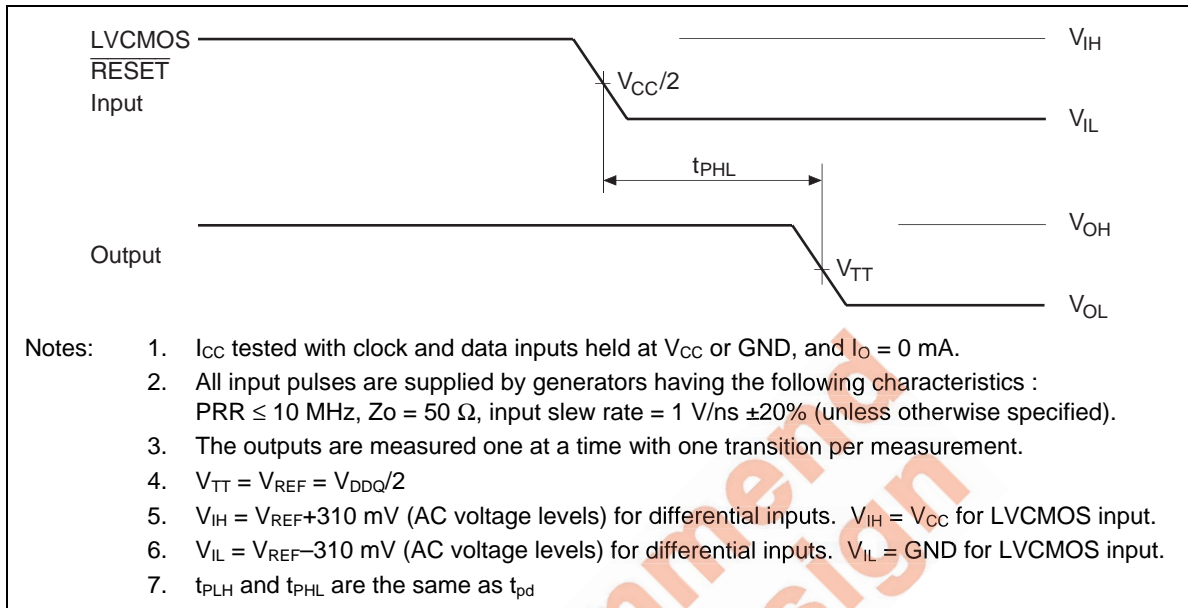 LVCMOS
RESET
Input
VCC/2
VIH
VIL
tPHL
Output
VTT
VOH
VOL
Notes: 1. ICC tested with clock and data inputs held at VCC or GND, and IO = 0 mA.
2. All input pulses are supplied by generators having the following characteristics :
PRR ≤ 10 MHz, Zo = 50 Ω, input slew rate = 1 V/ns ±20% (unless otherwise specified).
3. The outputs are measured one at a time with one transition per measurement.
4. VTT = VREF = VDDQ/2
5. VIH = VREF+310 mV (AC voltage levels) for differential inputs. VIH = VCC for LVCMOS input.
6. VIL = VREF–310 mV (AC voltage levels) for differential inputs. VIL = GND for LVCMOS input.
7. tPLH and tPHL are the same as tpd